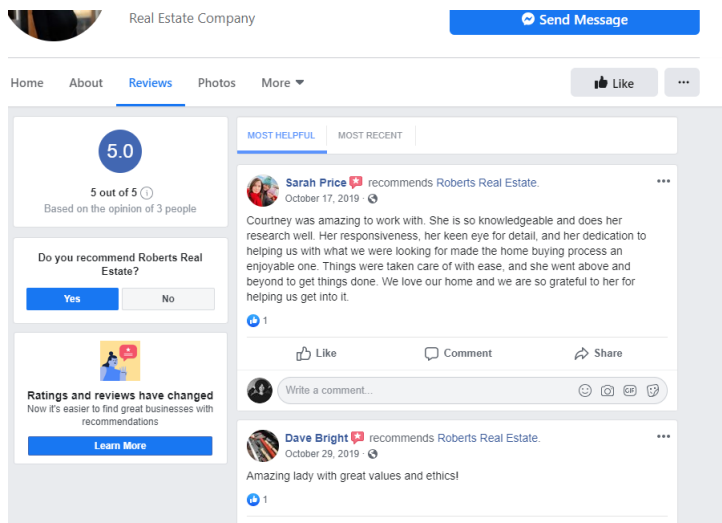 Real Estate Company
Send Message
Home About Reviews Photos More
Like
5.0
5 out of 5
Based on the opinion of 3 people
Do you recommend Roberts Real
Estate?
Yes No
Ratings and reviews have changed
Now it's easier to find great businesses with
recommendations
Learn More
MOST HELPFUL MOST RECENT
Sarah Price recommends Roberts Real Estate.
October 17, 2019 ·
Courtney was amazing to work with. She is so knowledgeable and does her
research well. Her responsiveness, her keen eye for detail, and her dedication to
helping us with what we were looking for made the home buying process an
enjoyable one. Things were taken care of with ease, and she went above and
beyond to get things done. We love our home and we are so grateful to her for
helping us get into it.
1
Like Comment Share
Write a comment...
GIF
Dave Bright recommends Roberts Real Estate.
October 29, 2019 ·
Amazing lady with great values and ethics!
1